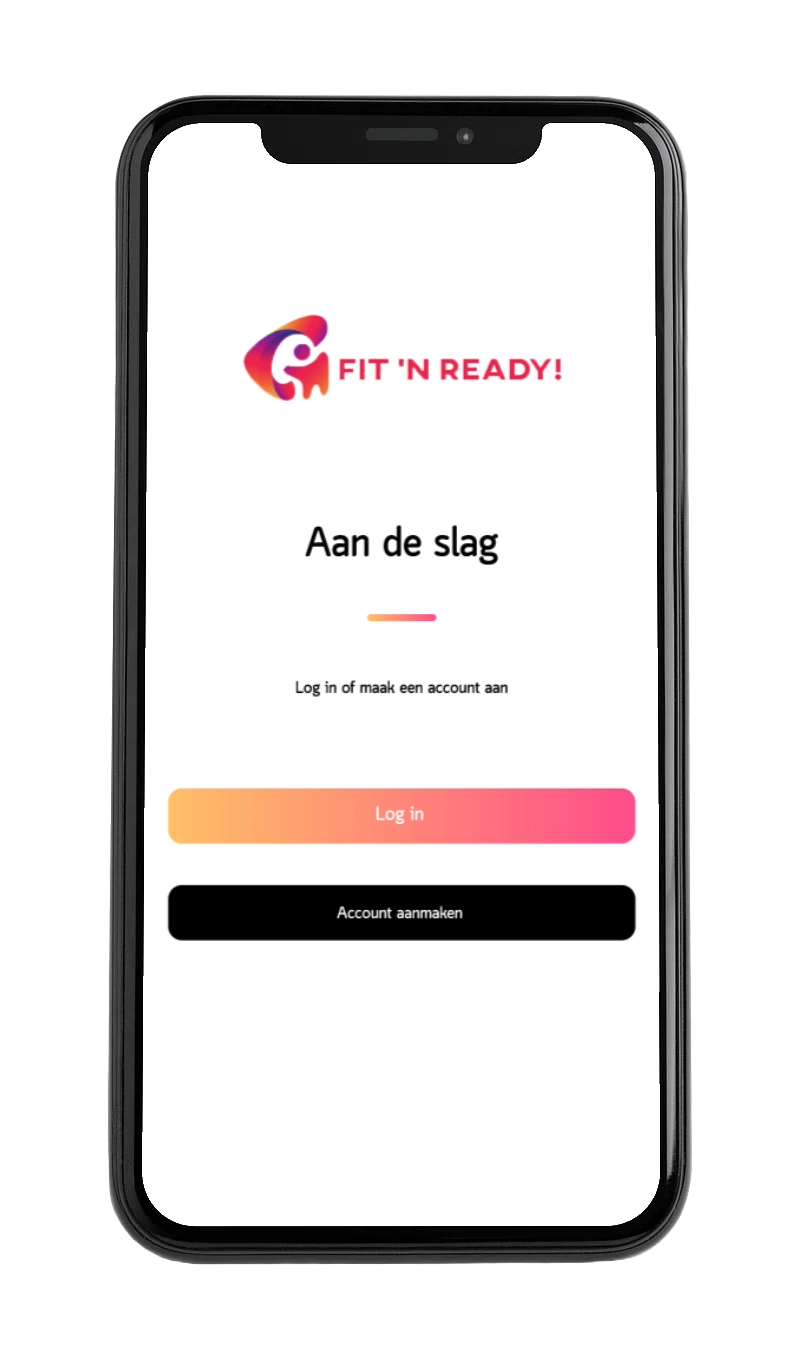 FIT 'N READY!
Aan de slag
Log in of maak een account aan
Log in
Account aanmaken